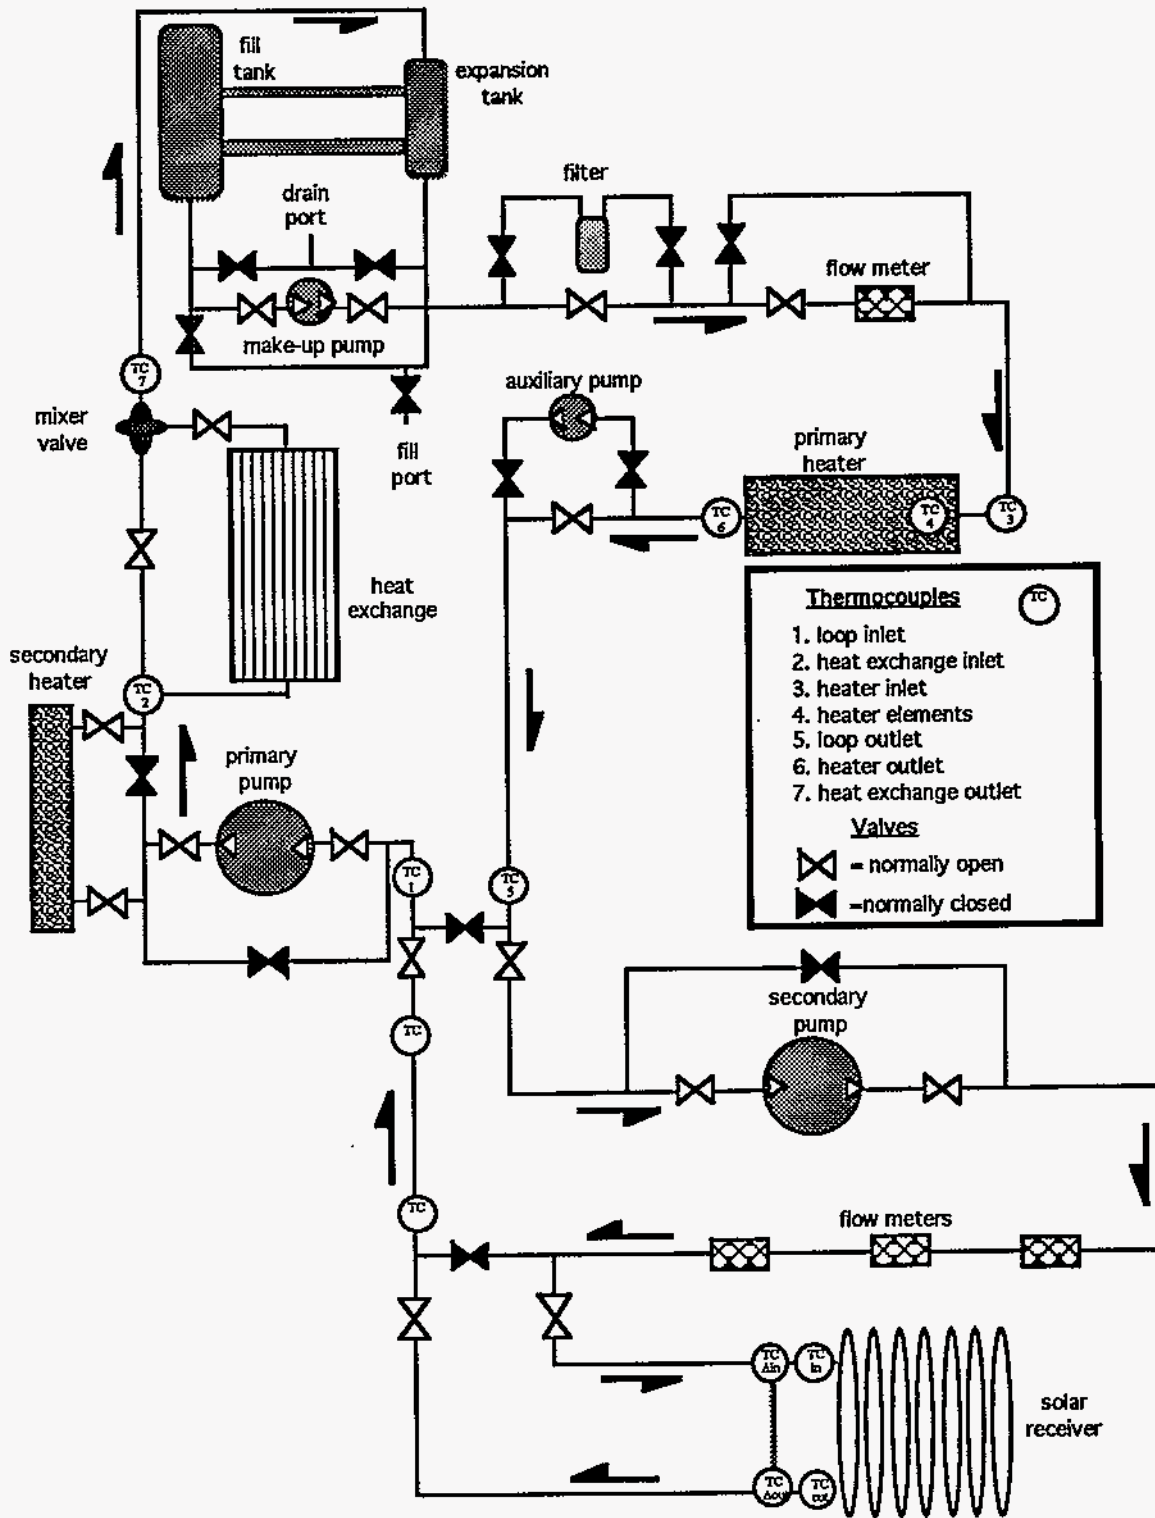 fill
tank
expansion
tank
drain
port
filter
flow meter
make-up pump
TC
7
mixer
valve
fill
port
auxiliary pump
primary
heater
TC
6
TC
4
TC
3
heat
exchange
secondary
heater
TC
2
primary
pump
Thermocouples
TC
1. loop inlet
2. heat exchange inlet
3. heater inlet
4. heater elements
5. loop outlet
6. heater outlet
7. heat exchange outlet
Valves
= normally open
=normally closed
TC
1
TC
5
TC
secondary
pump
TC
flow meters
TC
Δin
TC
in
solar
receiver
TC
Δout
TC
out